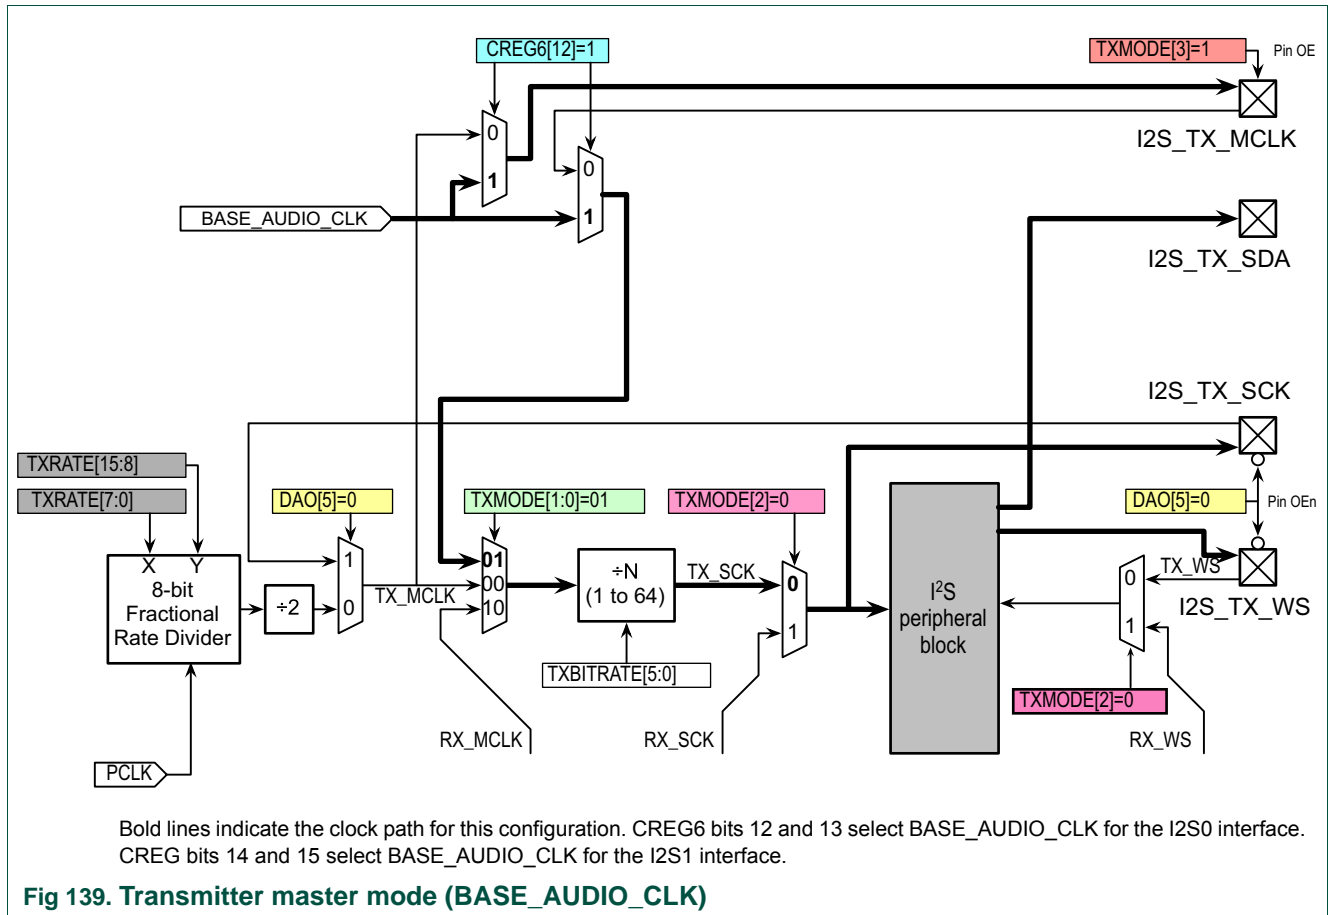 CREG6[12]=1
TXMODE[3]=1
Pin OE
0
1
I2S_TX_MCLK
0
1
BASE_AUDIO_CLK
I2S_TX_SDA
I2S_TX_SCK
TXRATE[15:8]
TXRATE[7:0]
DAO[5]=0
TXMODE[1:0]=01
TXMODE[2]=0
DAO[5]=0
Pin OEn
X Y
8-bit
Fractional
Rate Divider
÷2
1
0
TX_MCLK
01
00
10
÷N
(1 to 64)
TX_SCK
0
1
I²S
peripheral
block
0
1
TX_WS
I2S_TX_WS
TXBITRATE[5:0]
TXMODE[2]=0
RX_MCLK
RX_SCK
RX_WS
PCLK
Bold lines indicate the clock path for this configuration. CREG6 bits 12 and 13 select BASE_AUDIO_CLK for the I2S0 interface.
CREG bits 14 and 15 select BASE_AUDIO_CLK for the I2S1 interface.
Fig 139. Transmitter master mode (BASE_AUDIO_CLK)